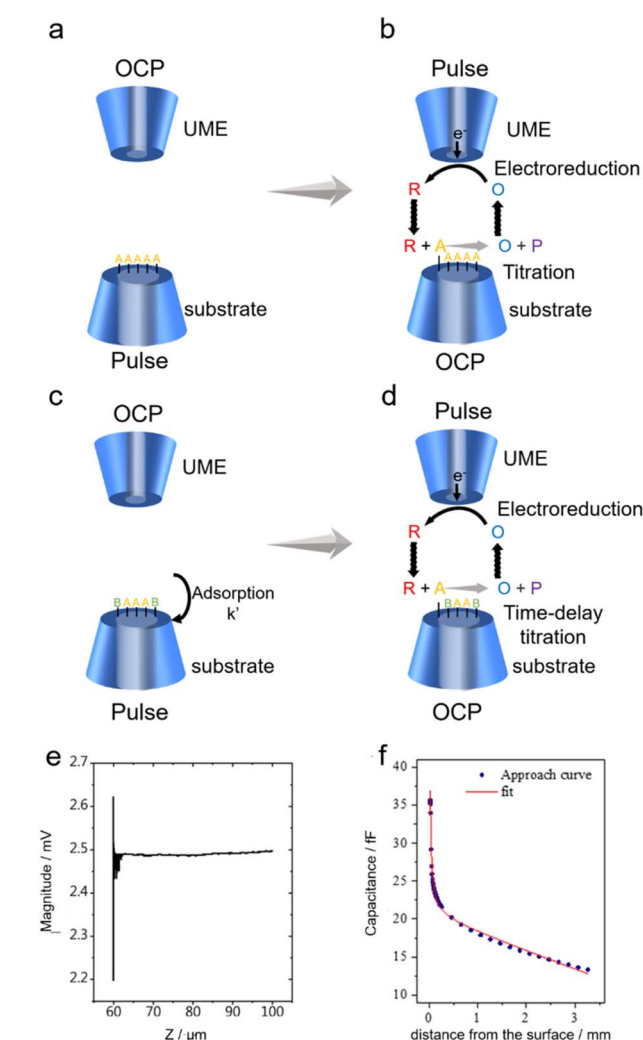 a
OCP
UME
AAAAA
substrate
Pulse
b
Pulse
UME
e-
Electroreduction
R
O
R + A
O + P
AAAA
Titration
substrate
OCP
c
OCP
UME
BAAAB
Adsorption
k'
substrate
Pulse
d
Pulse
UME
e-
Electroreduction
R
O
R + A
O + P
BAAB
Time-delay
titration
substrate
OCP
e
Magnitude / mV
2.7
2.6
2.5
2.4
2.3
2.2
60
70
80
90
100
Z / μm
f
Capacitance / fF
40
35
30
25
20
15
10
Approach curve
fit
0
1
2
3
distance from the surface / mm